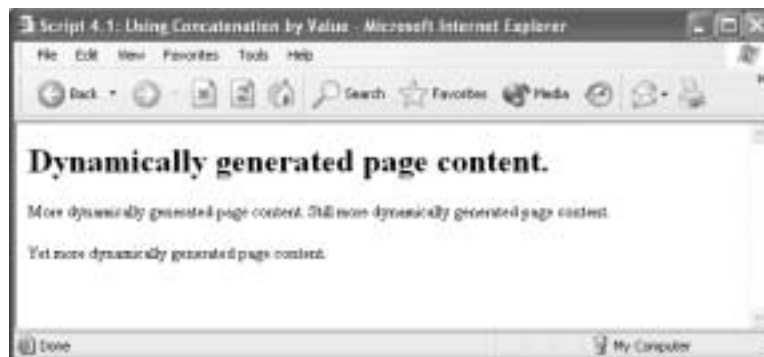 Script 4.1: Using Concatenation by Value - Microsoft Internet Explorer
File Edit View Favorites Tools Help
Back Search Favorites Media
Dynamically generated page content.
More dynamically generated page content. Still more dynamically generated page content.
Yet more dynamically generated page content.
Done My Computer